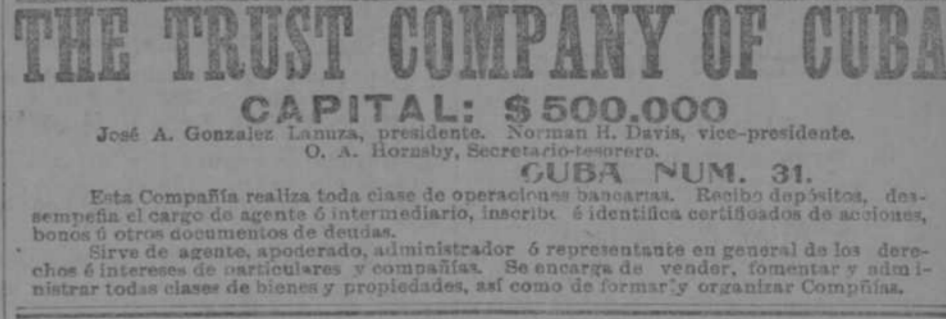 THE TRUST COMPANY OF CUBA
CAPITAL: $500.000
José A. Gonzalez Lanuza, presidente. Norman H. Davis, vice-presidente.
O. A. Hornsby, Secretario-tesorero.
CUBA NUM. 31.
Esta Compañía realiza toda clase de operaciones bancarias. Recibe depósitos, des-
sempeña el cargo de agente ó intermediario, inscribe é identifica certificados de acciones,
bonos ú otros documentos de deudas.
Sirve de agente, apoderado, administrador ó representante en general de los dere-
chos é intereses de particulares y compañías. Se encarga de vender, fomentar y admi-
nistrar todas clases de bienes y propiedades, así como de formar y organizar Compñías.